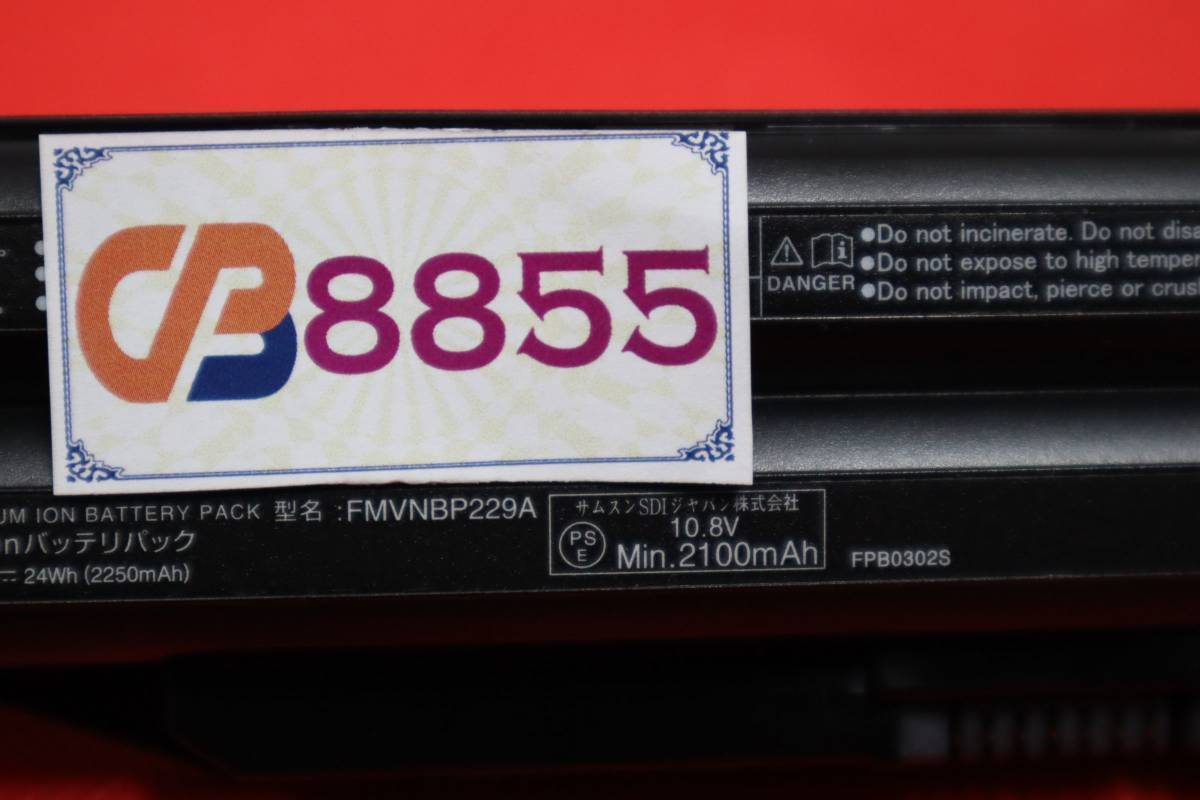 8855
DANGER
●Do not incinerate. Do not disa
●Do not expose to high temper
●Do not impact, pierce or crus
UM ION BATTERY PACK 型名 :FMVNBP229A
nバッテリパック
24Wh (2250mAh)
サムスンSDIジャパン株式会社
PS
E
10.8V
Min.2100mAh
FPB0302S